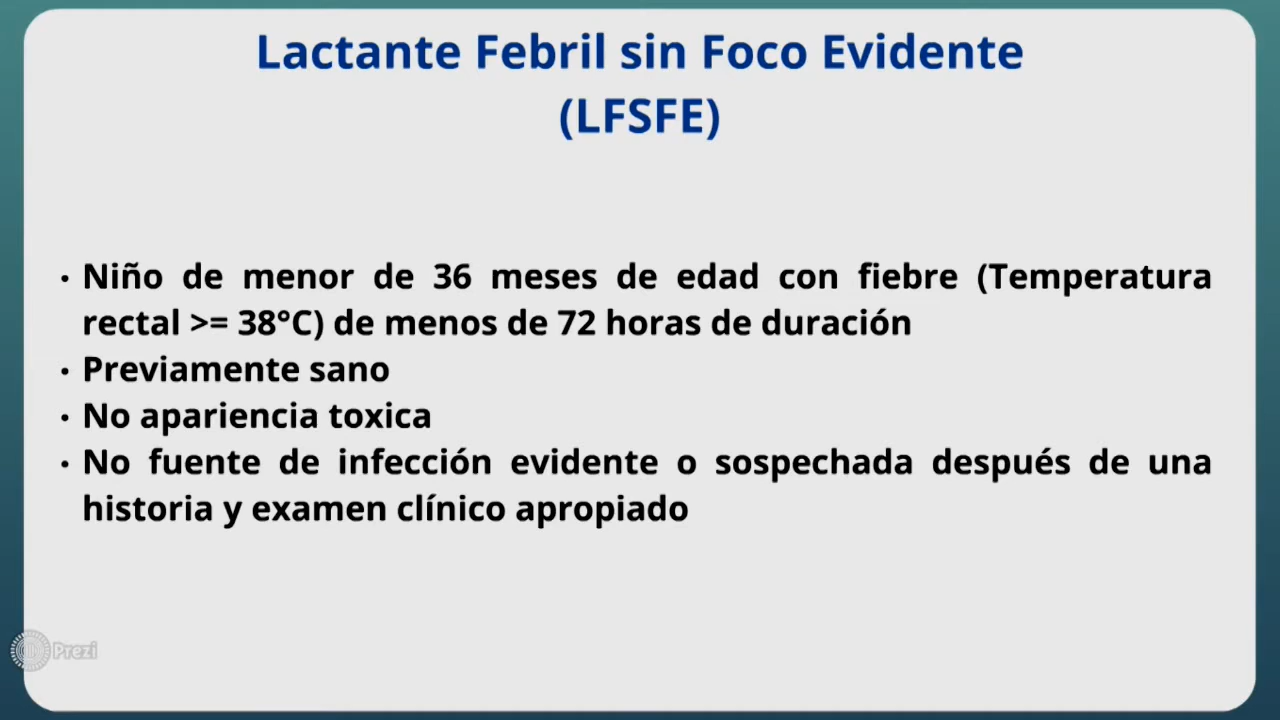 Lactante Febril sin Foco Evidente
(LFSFE)
· Niño de menor de 36 meses de edad con fiebre (Temperatura
rectal >= 38°C) de menos de 72 horas de duración
· Previamente sano
· No apariencia toxica
· No fuente de infección evidente o sospechada después de una
historia y examen clínico apropiado
Prezi